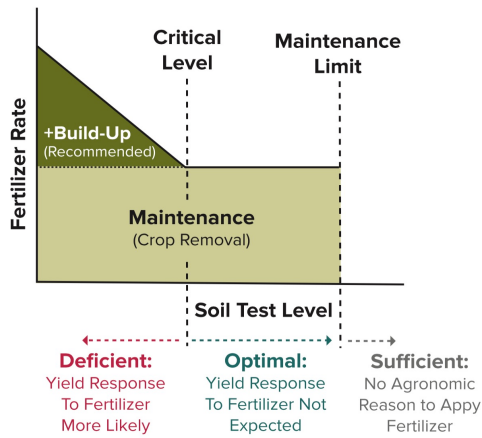 Critical
Level
Maintenance
Limit
Fertilizer Rate
+Build-Up
(Recommended)
Maintenance
(Crop Removal)
Soil Test Level
Deficient:
Yield Response
To Fertilizer
More Likely
Optimal:
Yield Response
To Fertilizer Not
Expected
Sufficient:
No Agronomic
Reason to Appy
Fertilizer